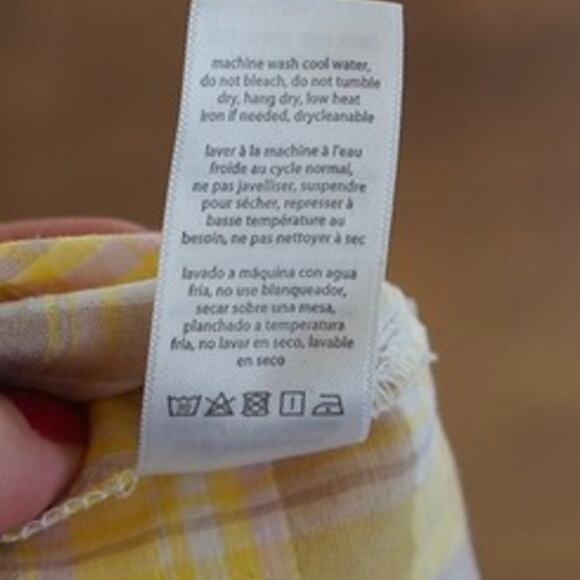 machine wash cool water,
do not bleach, do not tumble
dry, hang dry, low heat
Iron if needed, drycleanable
laver à la machine à l'eau
froide au cycle normal,
ne pas javelliser, suspendre
pour sécher, represser à
basse température au
besoin, ne pas nettoyer à sec
lavado a máquina con agua
fría, no use blanqueador,
secar sobre una mesa,
planchado a temperatura
fría, no lavar en seco, lavable
en seco